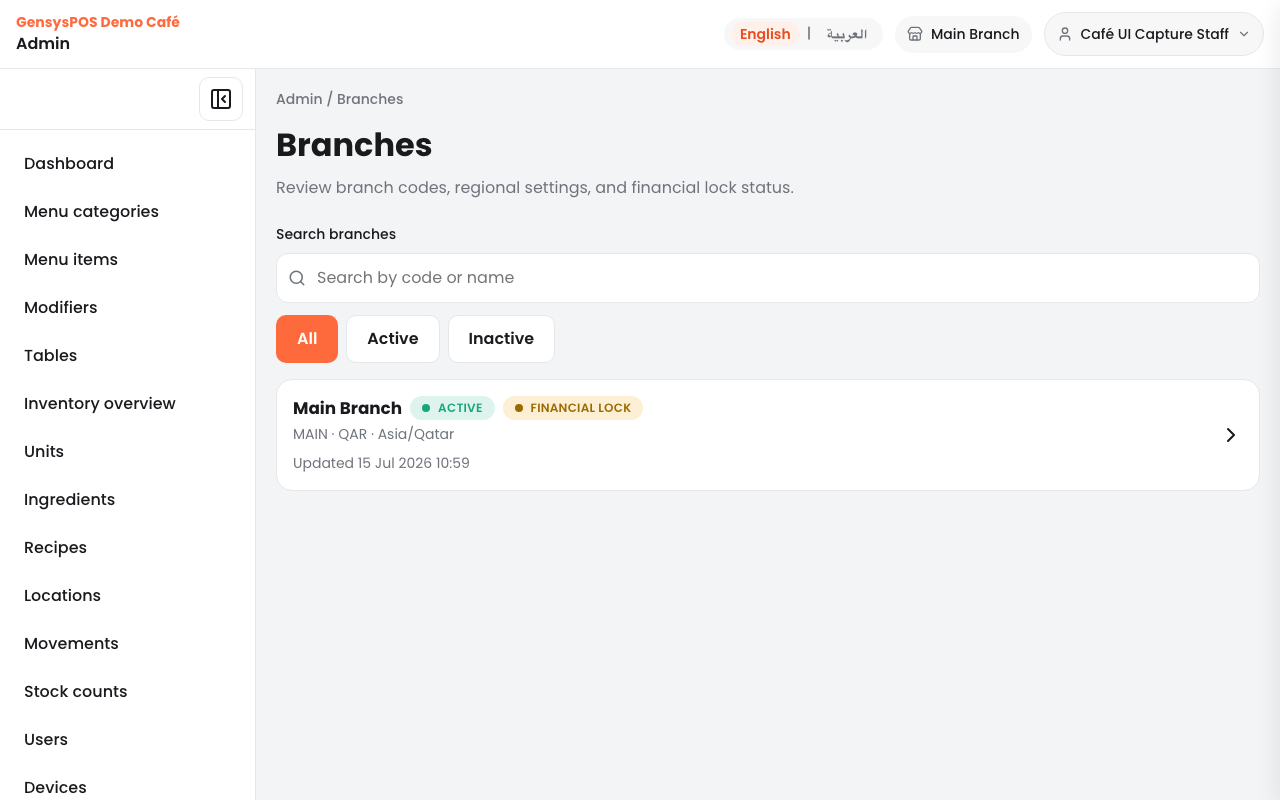 GensysPOS Demo Café
Admin
English | العربية
Main Branch
Café UI Capture Staff
Dashboard
Menu categories
Menu items
Modifiers
Tables
Inventory overview
Units
Ingredients
Recipes
Locations
Movements
Stock counts
Users
Devices
Admin / Branches
Branches
Review branch codes, regional settings, and financial lock status.
Search branches
Search by code or name
All
Active
Inactive
Main Branch ACTIVE FINANCIAL LOCK
MAIN · QAR · Asia/Qatar
Updated 15 Jul 2026 10:59